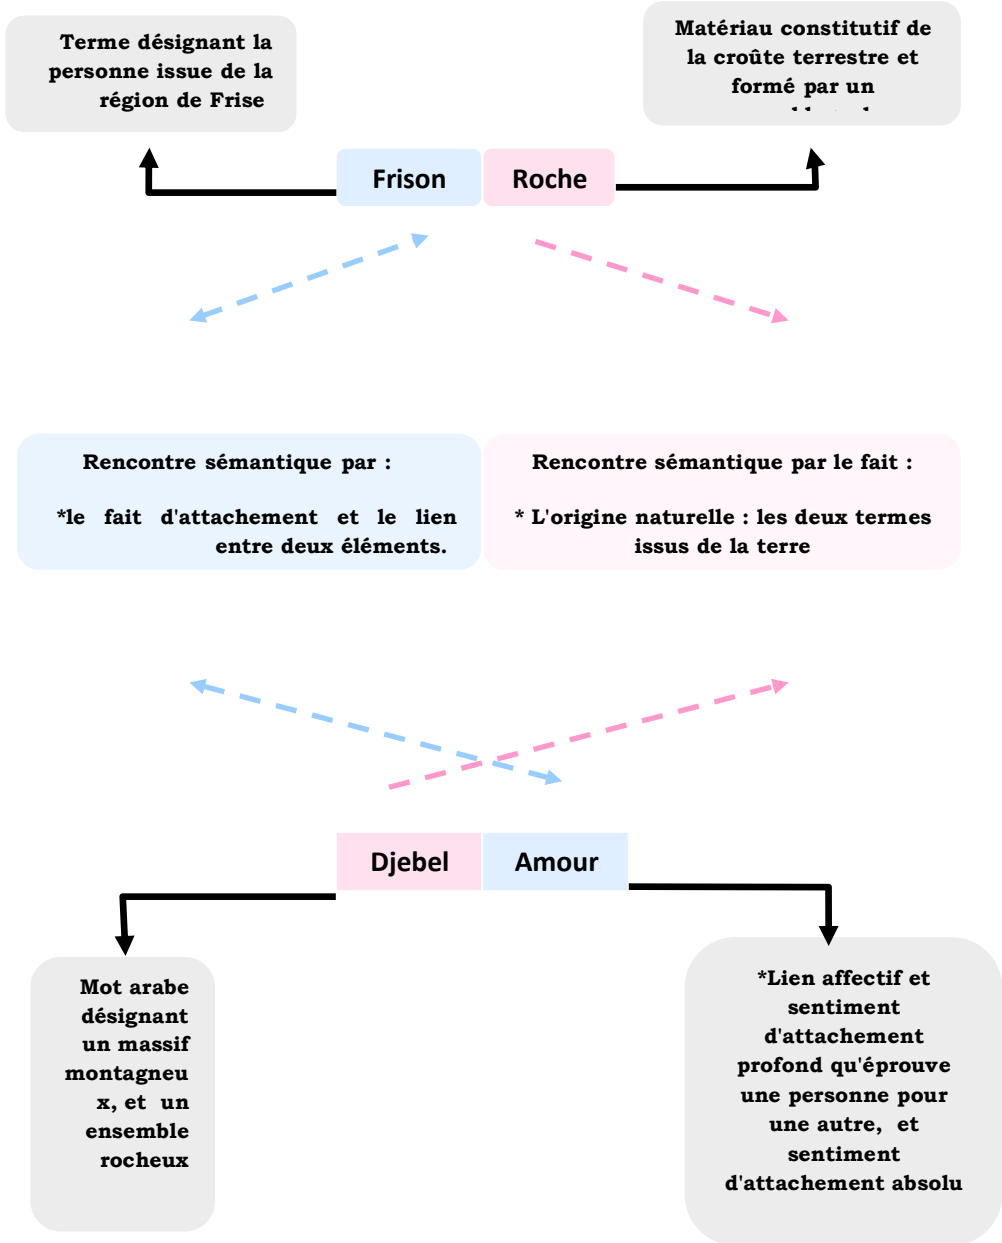 Terme désignant la
personne issue de la
région de Frise
Matériau constitutif de
la croûte terrestre et
formé par un
Frison
Roche
Rencontre sémantique par :
*le fait d'attachement et le lien
entre deux éléments.
Rencontre sémantique par le fait :
* L'origine naturelle : les deux termes
issus de la terre
Djebel
Amour
Mot arabe
désignant
un massif
montagneu
x, et un
ensemble
rocheux
*Lien affectif et
sentiment
d'attachement
profond qu'éprouve
une personne pour
une autre, et
sentiment
d'attachement absolu